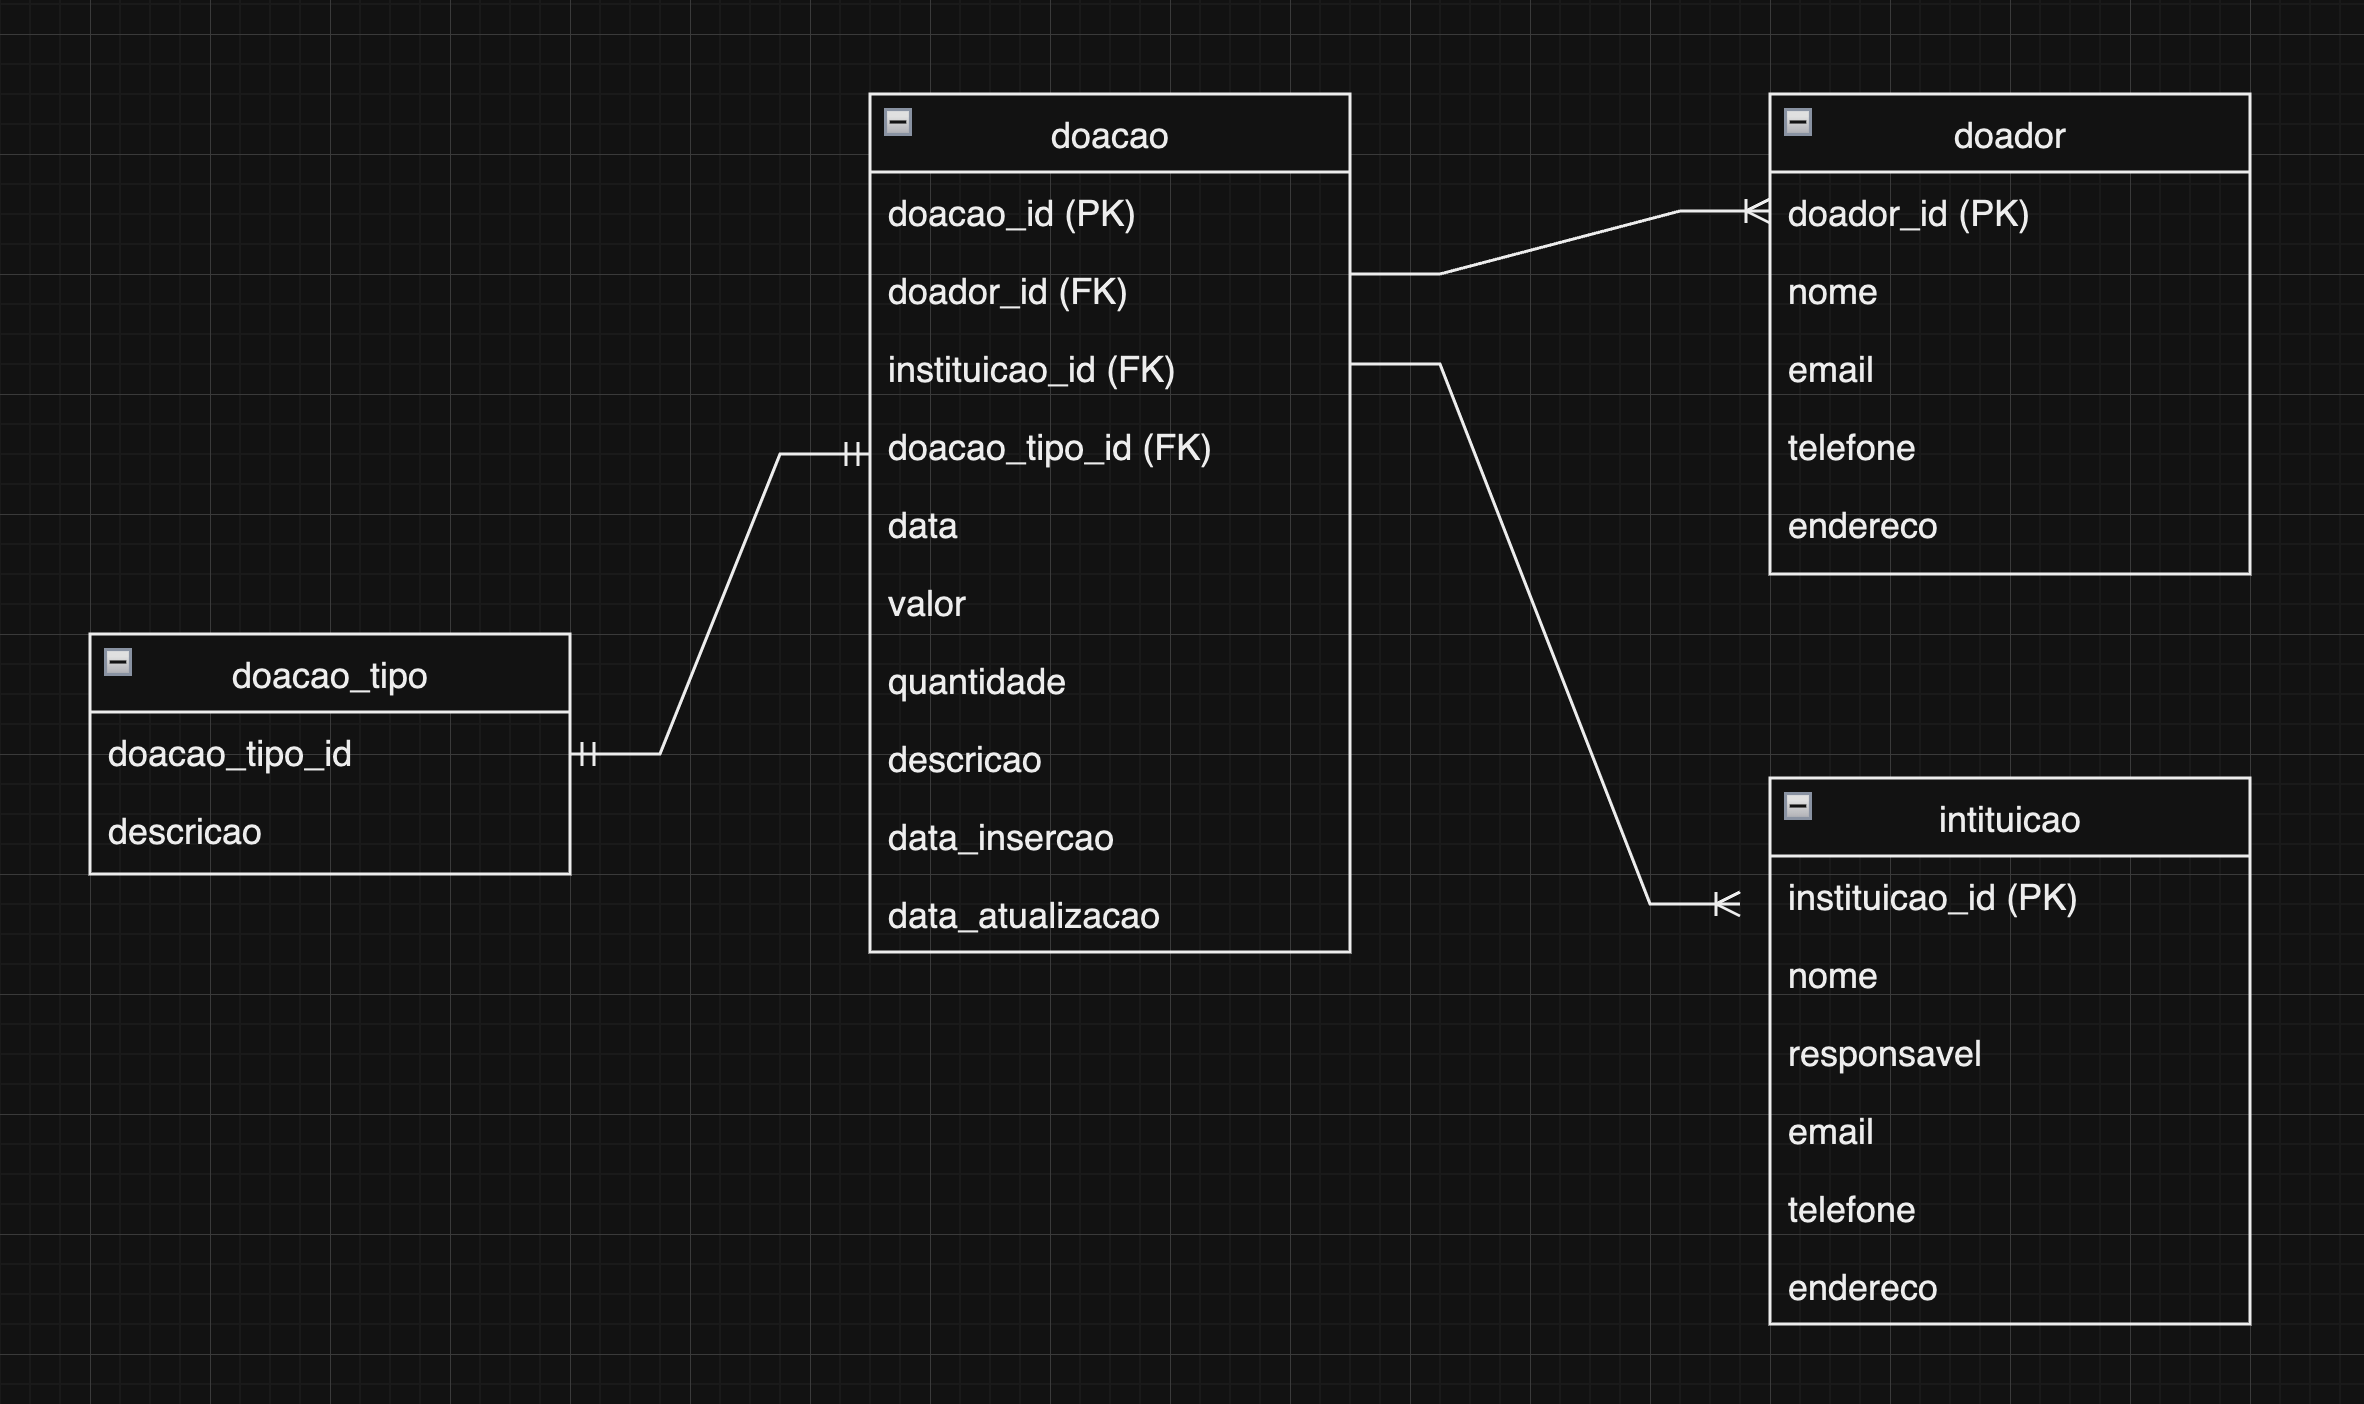 doacao
doacao_id (PK)
doador_id (FK)
instituicao_id (FK)
doacao_tipo_id (FK)
data
valor
quantidade
descricao
data_insercao
data_atualizacao
doador
doador_id (PK)
nome
email
telefone
endereco
doacao_tipo
doacao_tipo_id
descricao
intituicao
instituicao_id (PK)
nome
responsavel
email
telefone
endereco